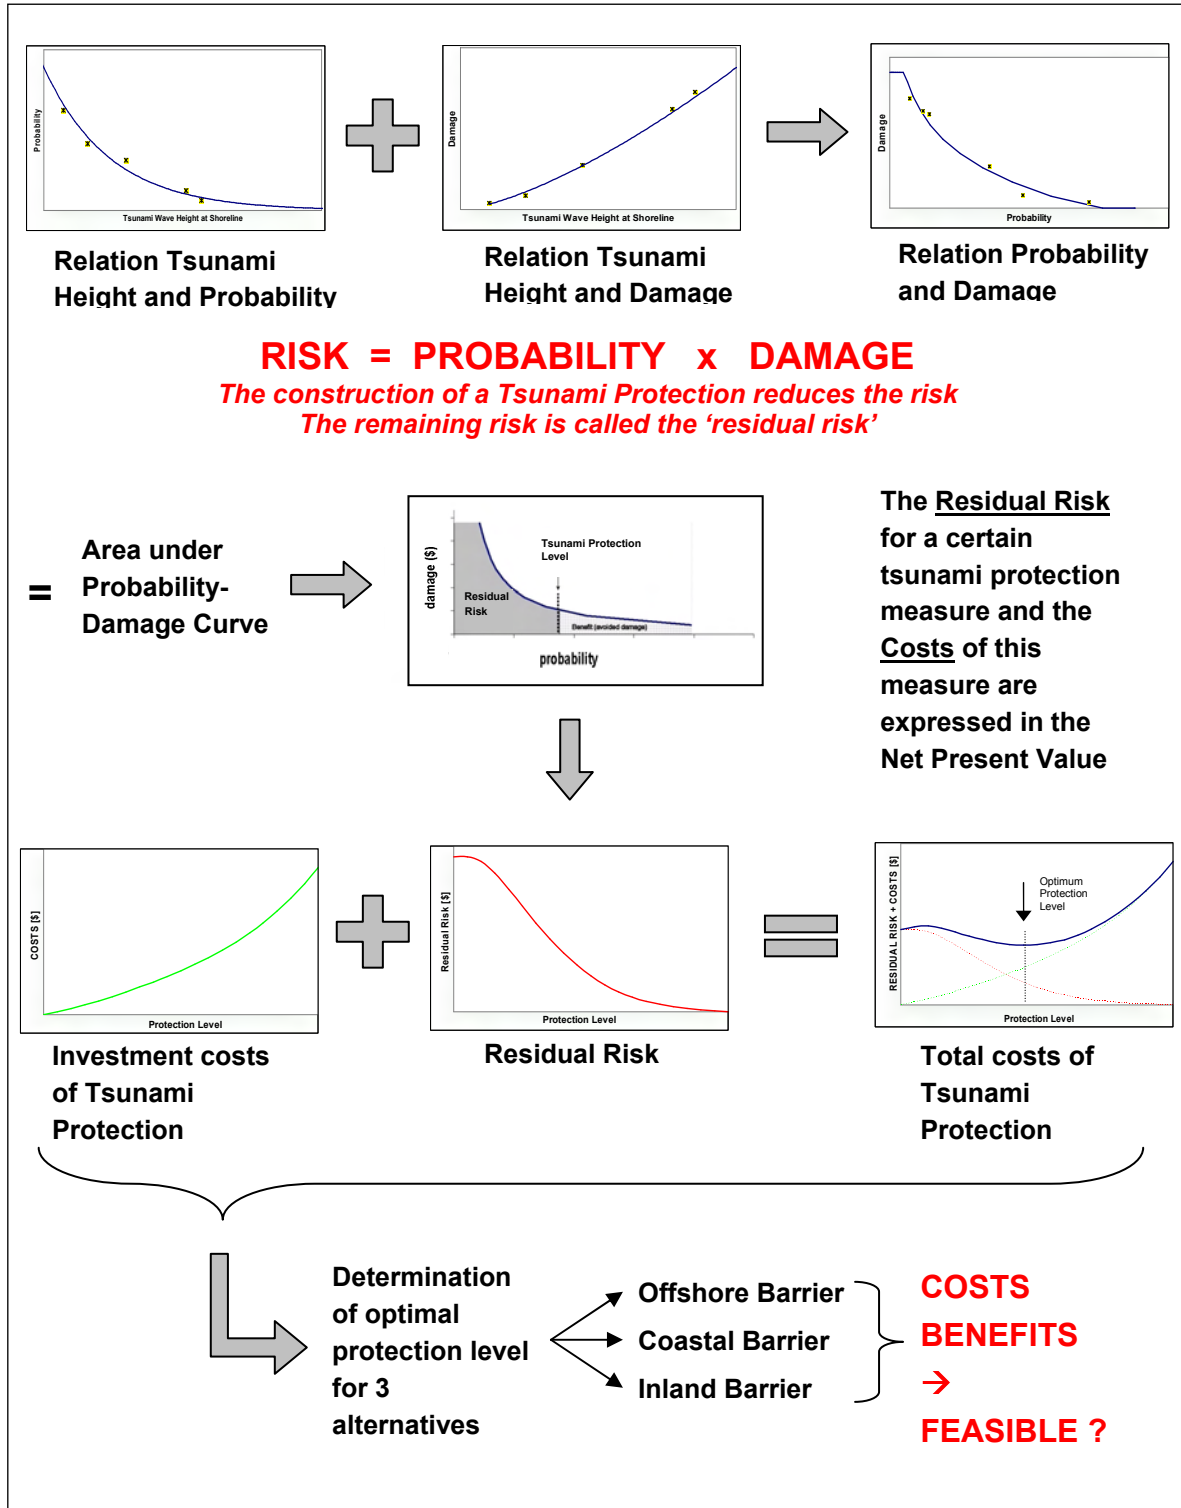 Probability
Tsunami Wave Height at Shoreline
Damage
Tsunami Wave Height at Shoreline
Damage
Probability
Relation Tsunami
Height and Probability
Relation Tsunami
Height and Damage
Relation Probability
and Damage
RISK = PROBABILITY x DAMAGE
The construction of a Tsunami Protection reduces the risk
The remaining risk is called the ‘residual risk’
=
Area under
Probability-
Damage Curve
damage ($)
Tsunami Protection
Level
Residual
Risk
Benefit (avoided damage)
probability
The Residual Risk
for a certain
tsunami protection
measure and the
Costs of this
measure are
expressed in the
Net Present Value
COSTS [$]
Protection Level
Residual Risk [$]
Protection Level
RESIDUAL RISK + COSTS [$]
Optimum
Protection
Level
Protection Level
Investment costs
of Tsunami
Protection
Residual Risk
Total costs of
Tsunami
Protection
Determination
of optimal
protection level
for 3
alternatives
Offshore Barrier
Coastal Barrier
Inland Barrier
COSTS
BENEFITS
→
FEASIBLE ?